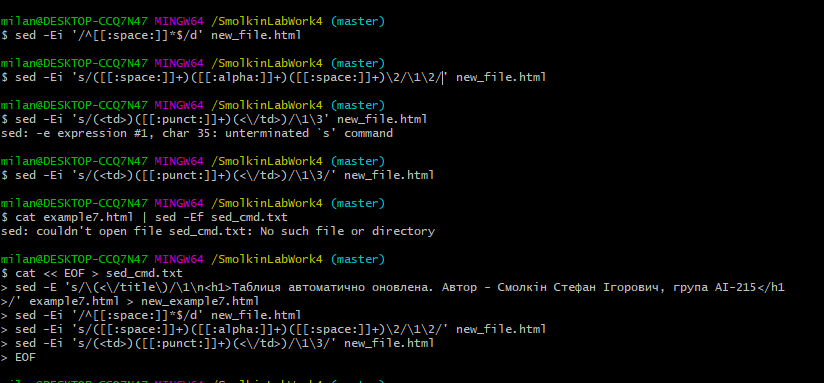 milan@DESKTOP-CCQ7N47 MINGW64 /SmolkinLabWork4 (master)
$ sed -Ei '/^[[:space:]]*$/d' new_file.html
milan@DESKTOP-CCQ7N47 MINGW64 /SmolkinLabWork4 (master)
$ sed -Ei 's/([[:space:]]+)([[:alpha:]]+)([[:space:]]+)\2/\1\2/' new_file.html
milan@DESKTOP-CCQ7N47 MINGW64 /SmolkinLabWork4 (master)
$ sed -Ei 's/(<td>)([[:punct:]]+)(<\/td>)/\1\3' new_file.html
sed: -e expression #1, char 35: unterminated `s' command
milan@DESKTOP-CCQ7N47 MINGW64 /SmolkinLabWork4 (master)
$ sed -Ei 's/(<td>)([[:punct:]]+)(<\/td>)/\1\3/' new_file.html
milan@DESKTOP-CCQ7N47 MINGW64 /SmolkinLabWork4 (master)
$ cat example7.html | sed -Ef sed_cmd.txt
sed: couldn't open file sed_cmd.txt: No such file or directory
milan@DESKTOP-CCQ7N47 MINGW64 /SmolkinLabWork4 (master)
$ cat << EOF > sed_cmd.txt
> sed -E 's/\(<\/title\)/\1\n<h1>Таблиця автоматично оновлена. Автор - Смолкін Стефан Ігорович, група АІ-215</h1
>/' example7.html > new_example7.html
> sed -Ei '/^[[:space:]]*$/d' new_file.html
> sed -Ei 's/([[:space:]]+)([[:alpha:]]+)([[:space:]]+)\2/\1\2/' new_file.html
> sed -Ei 's/(<td>)([[:punct:]]+)(<\/td>)/\1\3/' new_file.html
> EOF
milan@DESKTOP-CCQ7N47 MINGW64 /SmolkinLabWork4 (master)